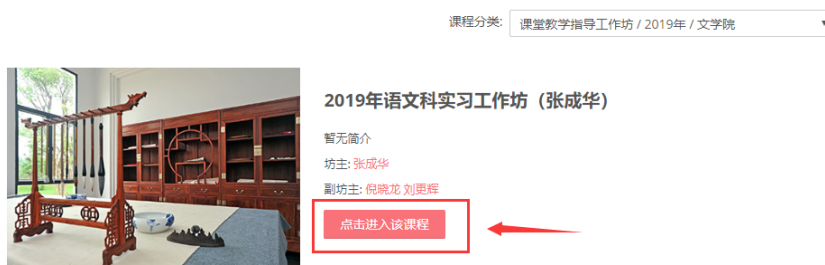 课程分类: 课堂教学指导工作坊 / 2019年 / 文学院
2019年语文科实习工作坊（张成华）
暂无简介
坊主: 张成华
副坊主: 倪晓龙 刘更辉
点击进入该课程